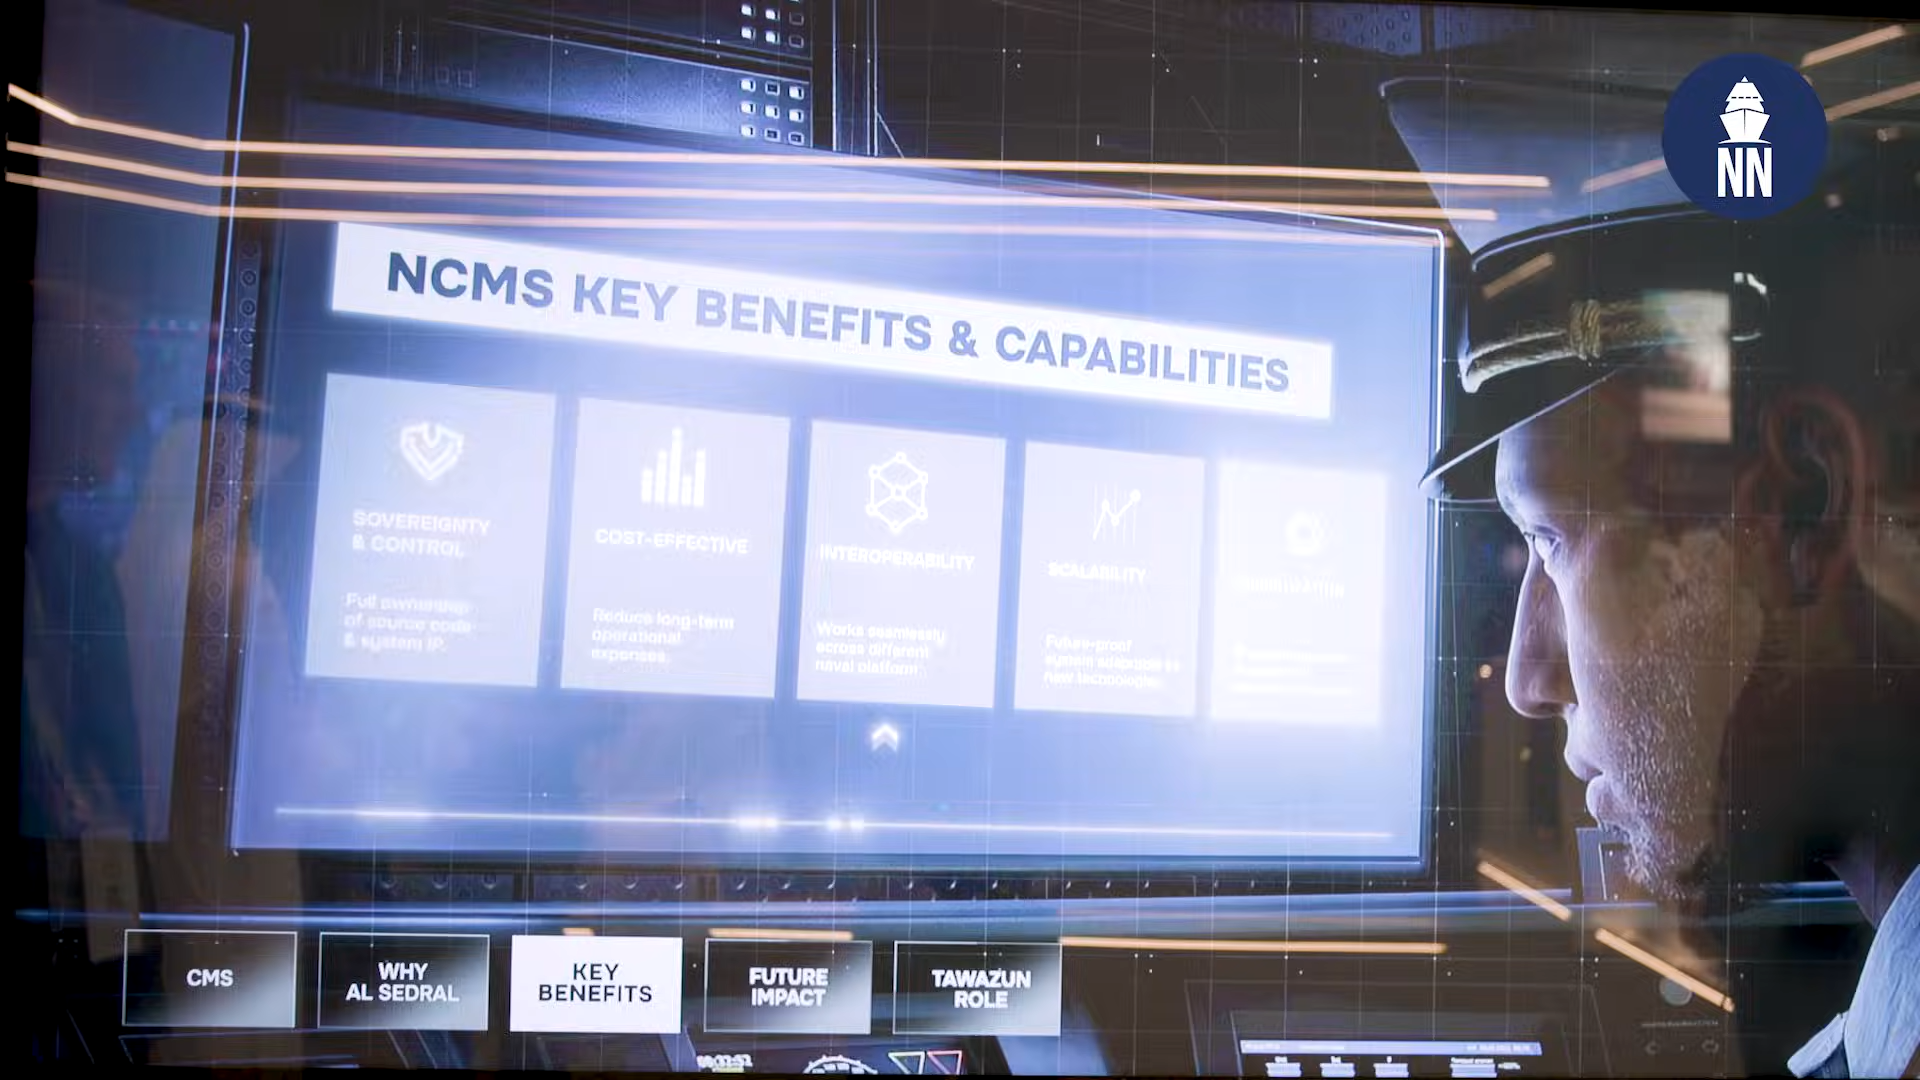 NN
NCMS KEY BENEFITS & CAPABILITIES
SOVEREIGNTY
& CONTROL
Full ownership
of source code
& system IP.
COST-EFFECTIVE
Reduce long-term
operational
expenses.
INTEROPERABILITY
Works seamlessly
across different
naval platform.
SCALABILITY
Future-proof
system adaptable to
new technologies.
CMS
WHY
AL SEDRAL
KEY
BENEFITS
FUTURE
IMPACT
TAWAZUN
ROLE